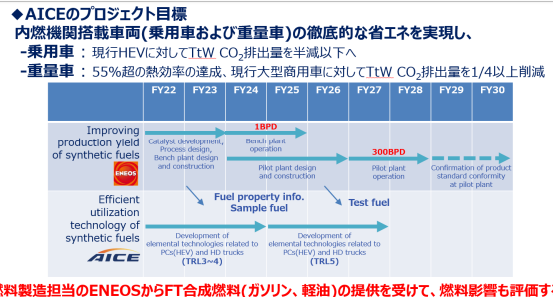 ◆AICEのプロジェクト目標
内燃機関搭載車両(乗用車および重量車)の徹底的な省エネを実現し、
-乗用車 ： 現行HEVに対してTtW CO₂排出量を半減以下へ
-重量車 ： 55%超の熱効率の達成、現行大型商用車に対してTtW CO₂排出量を1/4以上削減
FY22 FY23 FY24 FY25 FY26 FY27 FY28 FY29 FY30
Improving
production yield
of synthetic fuels
ENEOS
Catalyst development,
Process design,
Bench plant design
and construction
1BPD
Bench plant
operation
Pilot plant design
and construction
300BPD
Pilot plant
operation
Confirmation of product
standard conformity
at pilot plant
Fuel property info.
Sample fuel
Test fuel
Efficient
utilization
technology of
synthetic fuels
AICE
Development of
elemental technologies related to
PCs(HEV) and HD trucks
(TRL3~4)
Development of
elemental technologies related to
PCs(HEV) and HD trucks
(TRL5)
料製造担当のENEOSからFT合成燃料(ガソリン、軽油)の提供を受けて、燃料影響も評価す